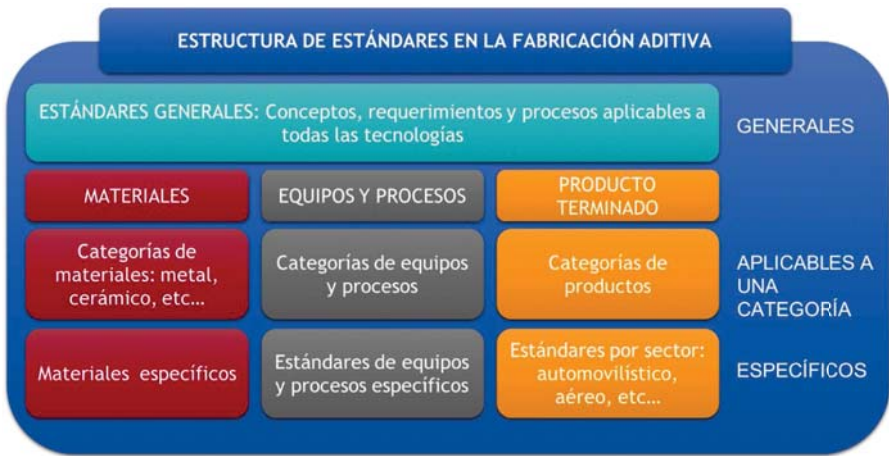 ESTRUCTURA DE ESTÁNDARES EN LA FABRICACIÓN ADITIVA
ESTÁNDARES GENERALES: Conceptos, requerimientos y procesos aplicables a
todas las tecnologías
GENERALES
MATERIALES
EQUIPOS Y PROCESOS
PRODUCTO
TERMINADO
Categorías de
materiales: metal,
cerámico, etc...
Categorías de equipos
y procesos
Categorías de
productos
APLICABLES A
UNA
CATEGORÍA
Materiales específicos
Estándares de equipos
y procesos específicos
Estándares por sector:
automovilístico,
aéreo, etc...
ESPECÍFICOS